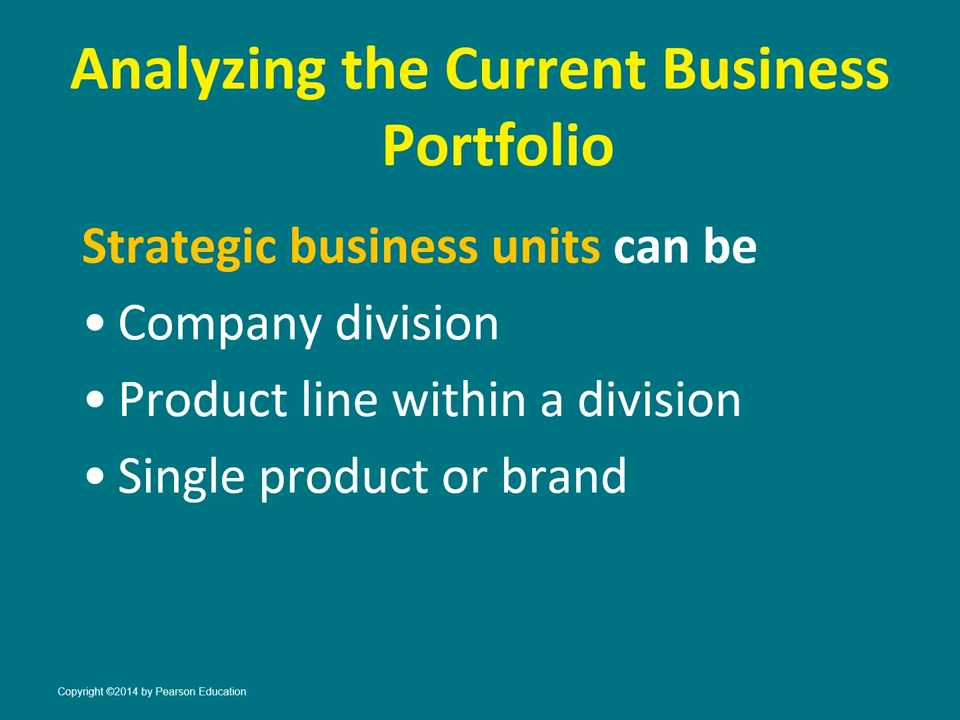 Analyzing the Current Business
Portfolio
Strategic business units can be
• Company division
• Product line within a division
• Single product or brand
Copyright ©2014 by Pearson Education